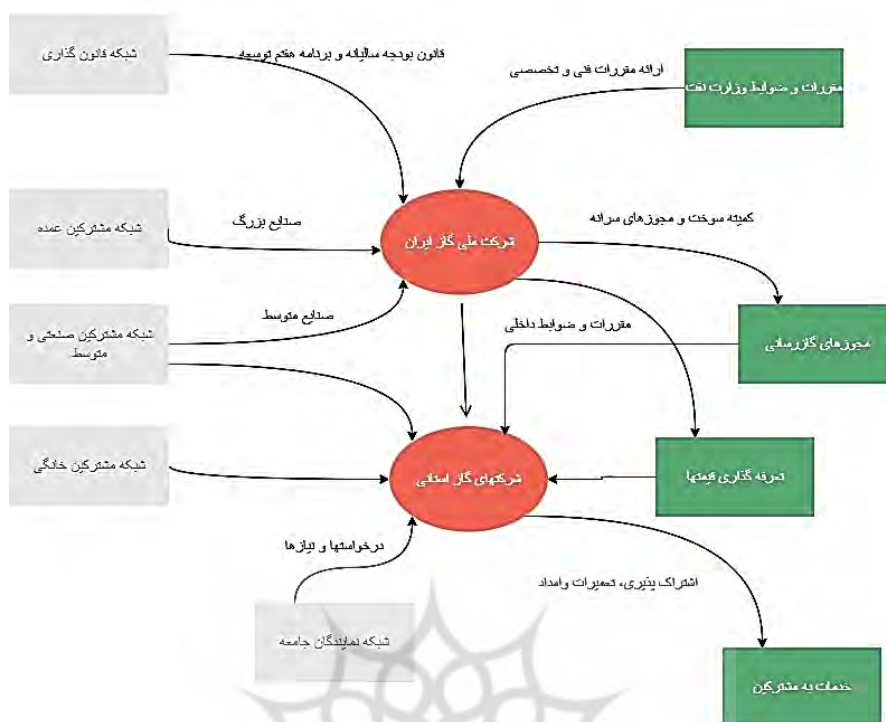 شبکه قانون گذاری
قانون بودجه سالیانه و برنامه هفتم توسعه
ارائه مقررات فنی و تخصصی
مقررات و ضوابط وزارت نفت
شبکه مشترکین عمده
صنایع بزرگ
شرکت ملی گاز ایران
کمیته سوخت و مجوزهای سرانه
شبکه مشترکین صنعتی و
متوسط
صنایع متوسط
مقررات و ضوابط داخلی
مجوزهای گازرسانی
شبکه مشترکین خانگی
شرکتهای گاز استانی
تعرفه گذاری قیمتها
درخواستها و نیازها
اشتراک پذیری، تعمیرات وامداد
شبکه نمایندگان جامعه
خدمات به مشترکین